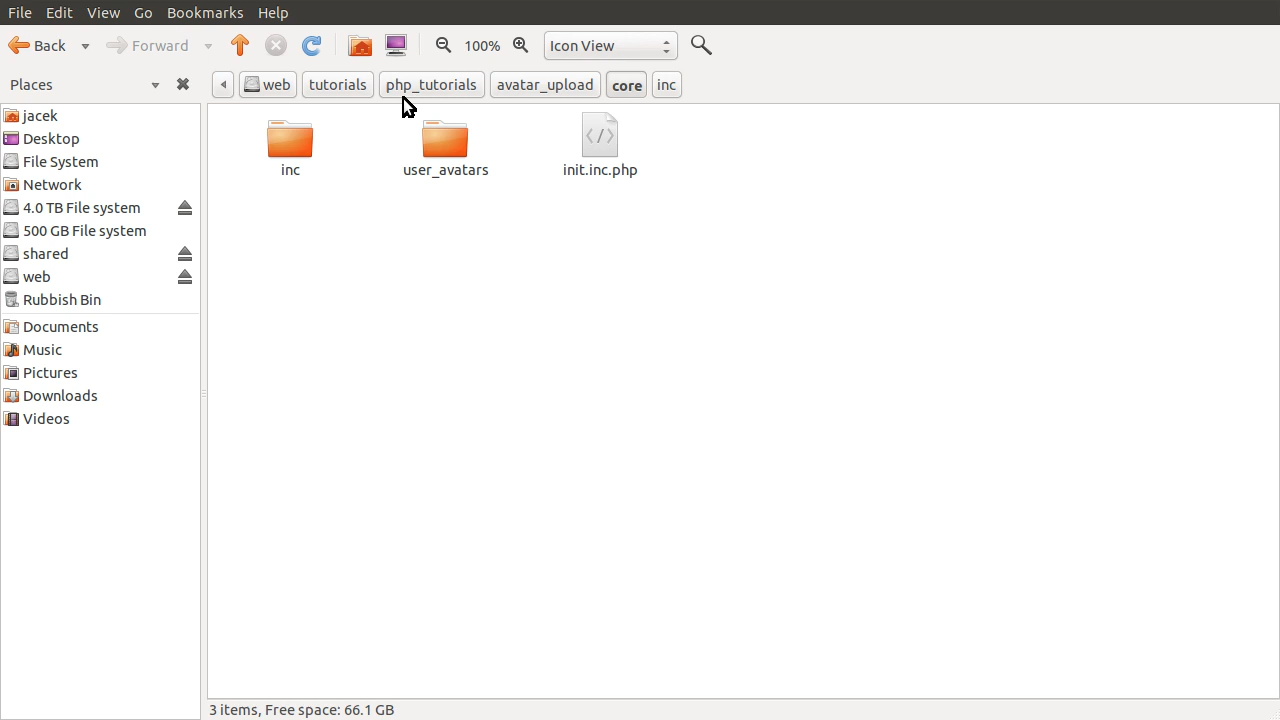 File Edit View Go Bookmarks Help
Back Forward 100% Icon View
Places web tutorials php_tutorials avatar_upload core inc
jacek
Desktop
File System
Network
4.0 TB File system
500 GB File system
shared
web
Rubbish Bin
Documents
Music
Pictures
Downloads
Videos
inc user_avatars init.inc.php
3 items, Free space: 66.1 GB